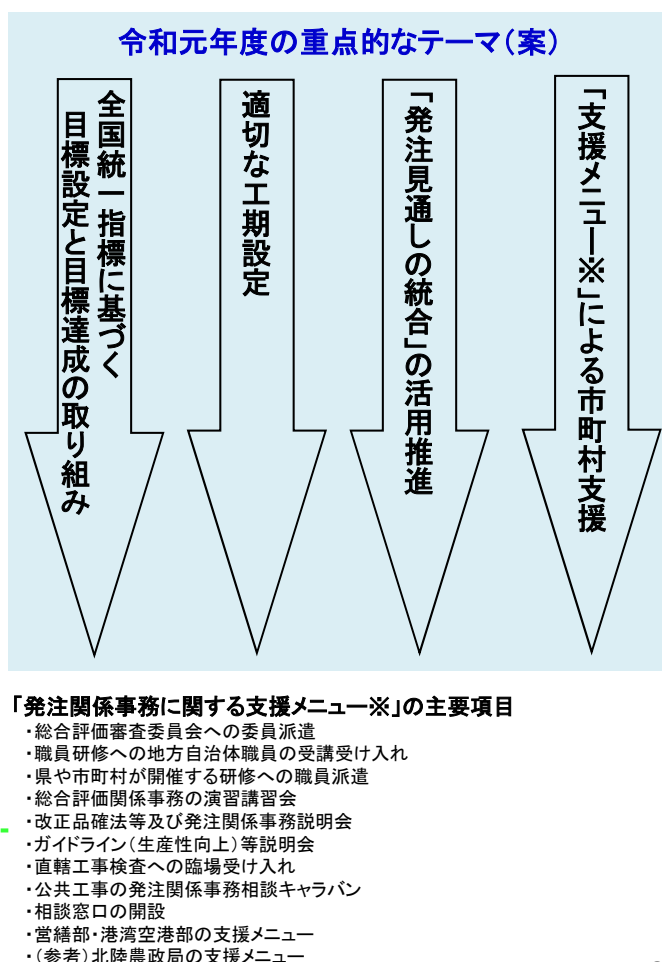 令和元年度の重点的なテーマ(案)
全国統一指標に基づく
目標設定と目標達成の取り組み
適切な工期設定
「発注見通しの統合」の活用推進
「支援メニュー※」による市町村支援
「発注関係事務に関する支援メニュー※」の主要項目
・総合評価審査委員会への委員派遣
・職員研修への地方自治体職員の受講受け入れ
・県や市町村が開催する研修への職員派遣
・総合評価関係事務の演習講習会
・改正品確法等及び発注関係事務説明会
・ガイドライン(生産性向上)等説明会
・直轄工事検査への臨場受け入れ
・公共工事の発注関係事務相談キャラバン
・相談窓口の開設
・営繕部・港湾空港部の支援メニュー
・(参考)北陸農政局の支援メニュー